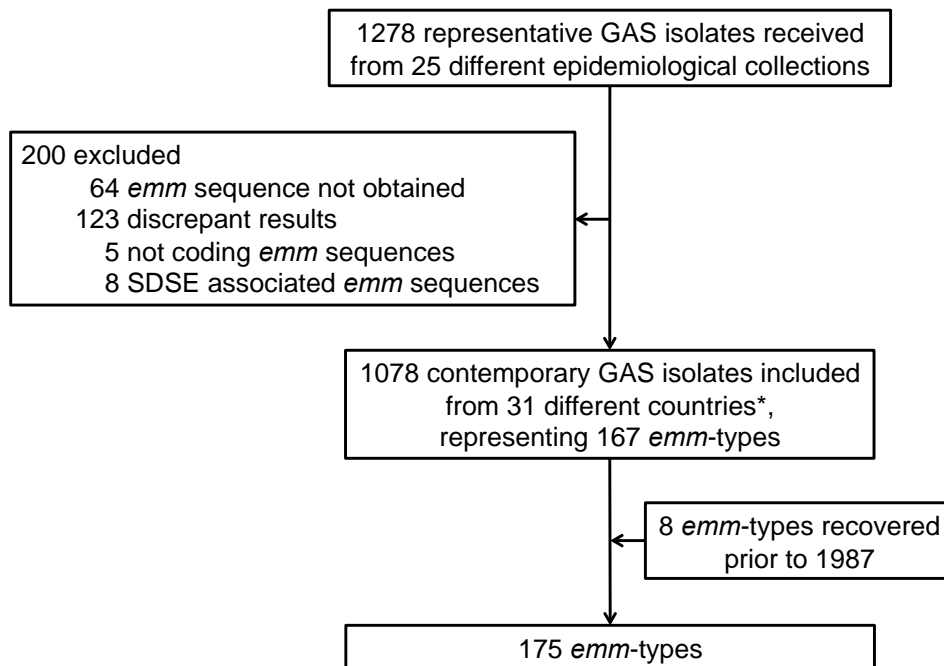 1278 representative GAS isolates received
from 25 different epidemiological collections
200 excluded
64 emm sequence not obtained
123 discrepant results
5 not coding emm sequences
8 SDSE associated emm sequences
1078 contemporary GAS isolates included
from 31 different countries*,
representing 167 emm-types
8 emm-types recovered
prior to 1987
175 emm-types